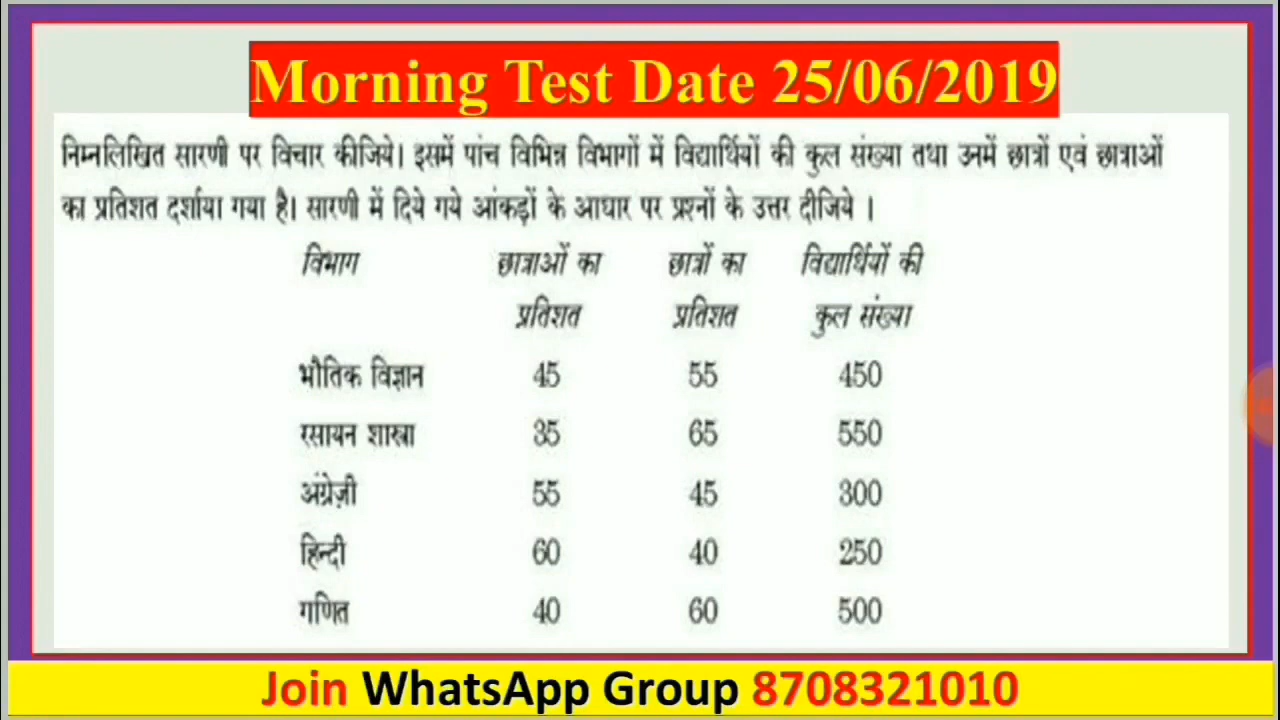 Morning Test Date 25/06/2019
निम्नलिखित सारणी पर विचार कीजिये। इसमें पांच विभिन्न विभागों में विद्यार्थियों की कुल संख्या तथा उनमें छात्रों एवं छात्राओं
का प्रतिशत दर्शाया गया है। सारणी में दिये गये आंकड़ों के आधार पर प्रश्नों के उत्तर दीजिये ।
विभाग छात्राओं का छात्रों का विद्यार्थियों की
प्रतिशत प्रतिशत कुल संख्या
भौतिक विज्ञान 45 55 450
रसायन शास्त्रा 35 65 550
अंग्रेज़ी 55 45 300
हिन्दी 60 40 250
गणित 40 60 500
Join WhatsApp Group 8708321010